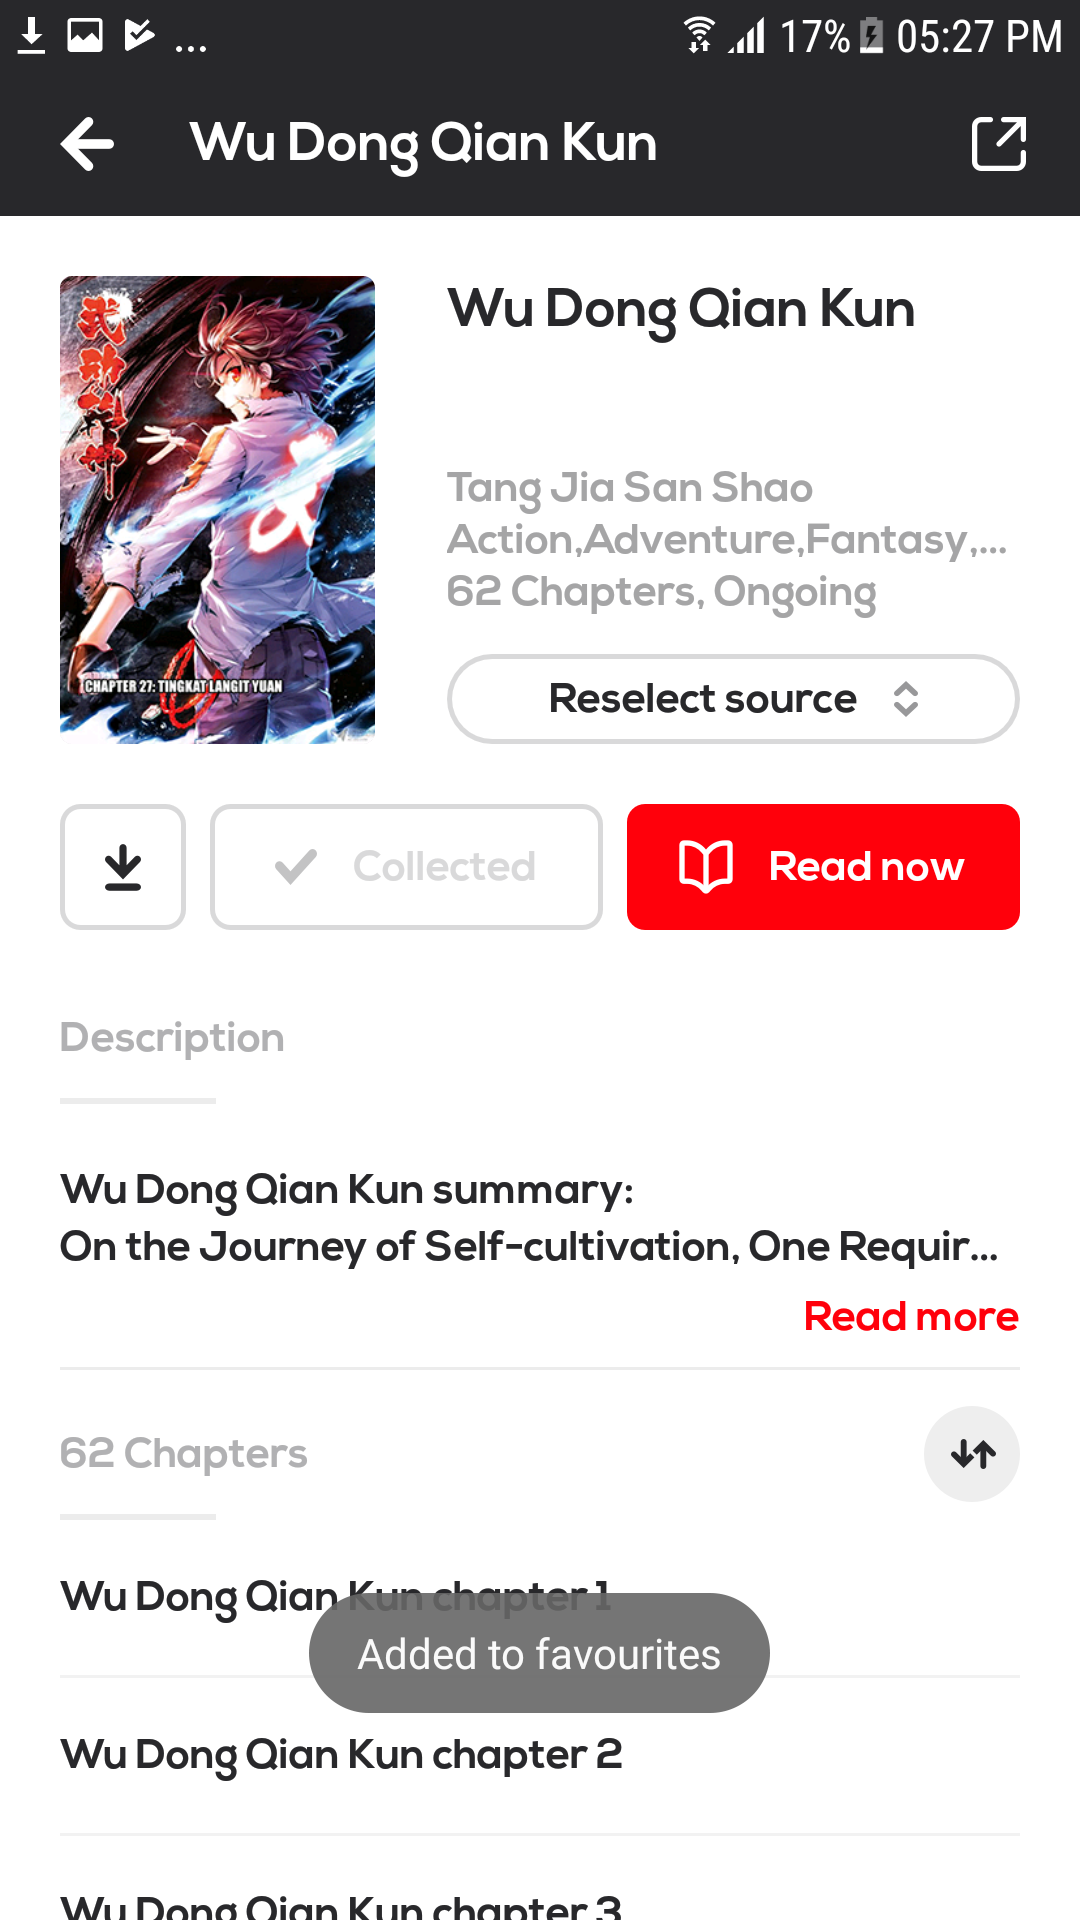 ... 17% 05:27 PM
Wu Dong Qian Kun
武动乾坤
CHAPTER 27: TINGKAT LANGIT YUAN
Wu Dong Qian Kun
Tang Jia San Shao
Action,Adventure,Fantasy,...
62 Chapters, Ongoing
Reselect source
Collected
Read now
Description
Wu Dong Qian Kun summary:
On the Journey of Self-cultivation, One Requir...
Read more
62 Chapters
Wu Dong Qian Kun chapter 1
Added to favourites
Wu Dong Qian Kun chapter 2
Wu Dong Qian Kun chapter 3